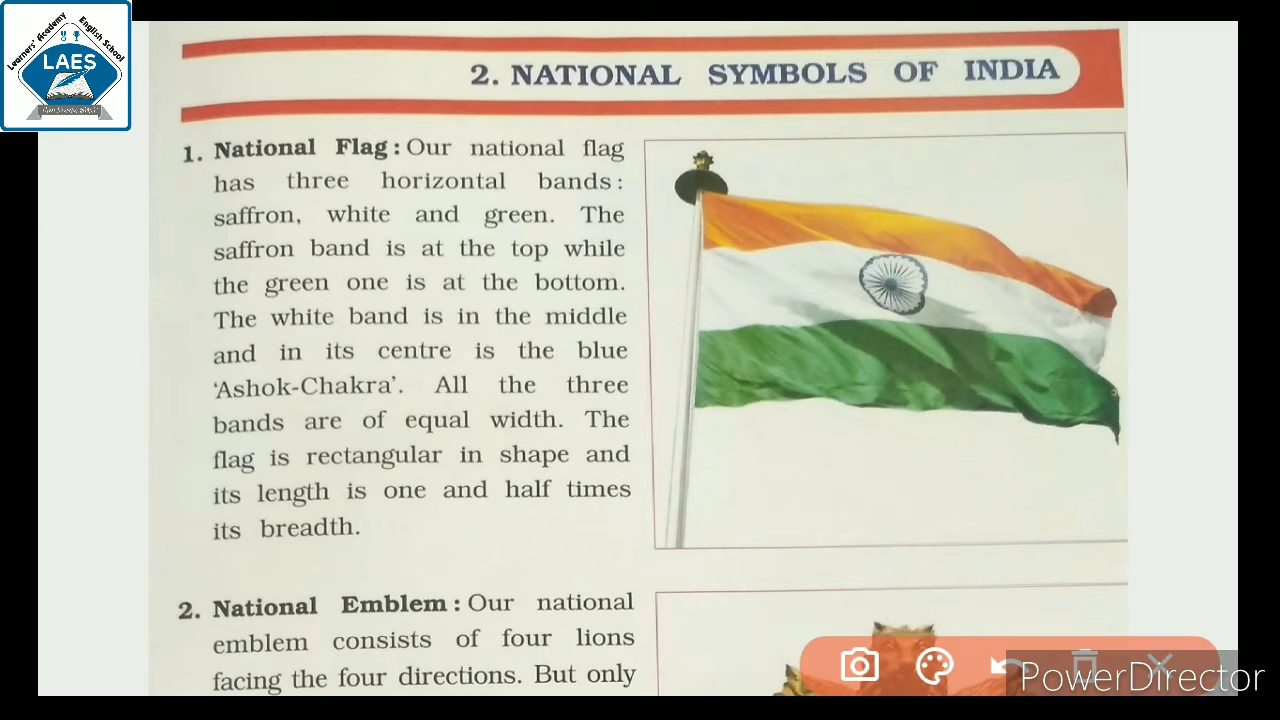 Learners' Academy English School
LAES
2. NATIONAL SYMBOLS OF INDIA
1. National Flag : Our national flag
has three horizontal bands :
saffron, white and green. The
saffron band is at the top while
the green one is at the bottom.
The white band is in the middle
and in its centre is the blue
‘Ashok-Chakra’. All the three
bands are of equal width. The
flag is rectangular in shape and
its length is one and half times
its breadth.
2. National Emblem : Our national
emblem consists of four lions
facing the four directions. But only
PowerDirector